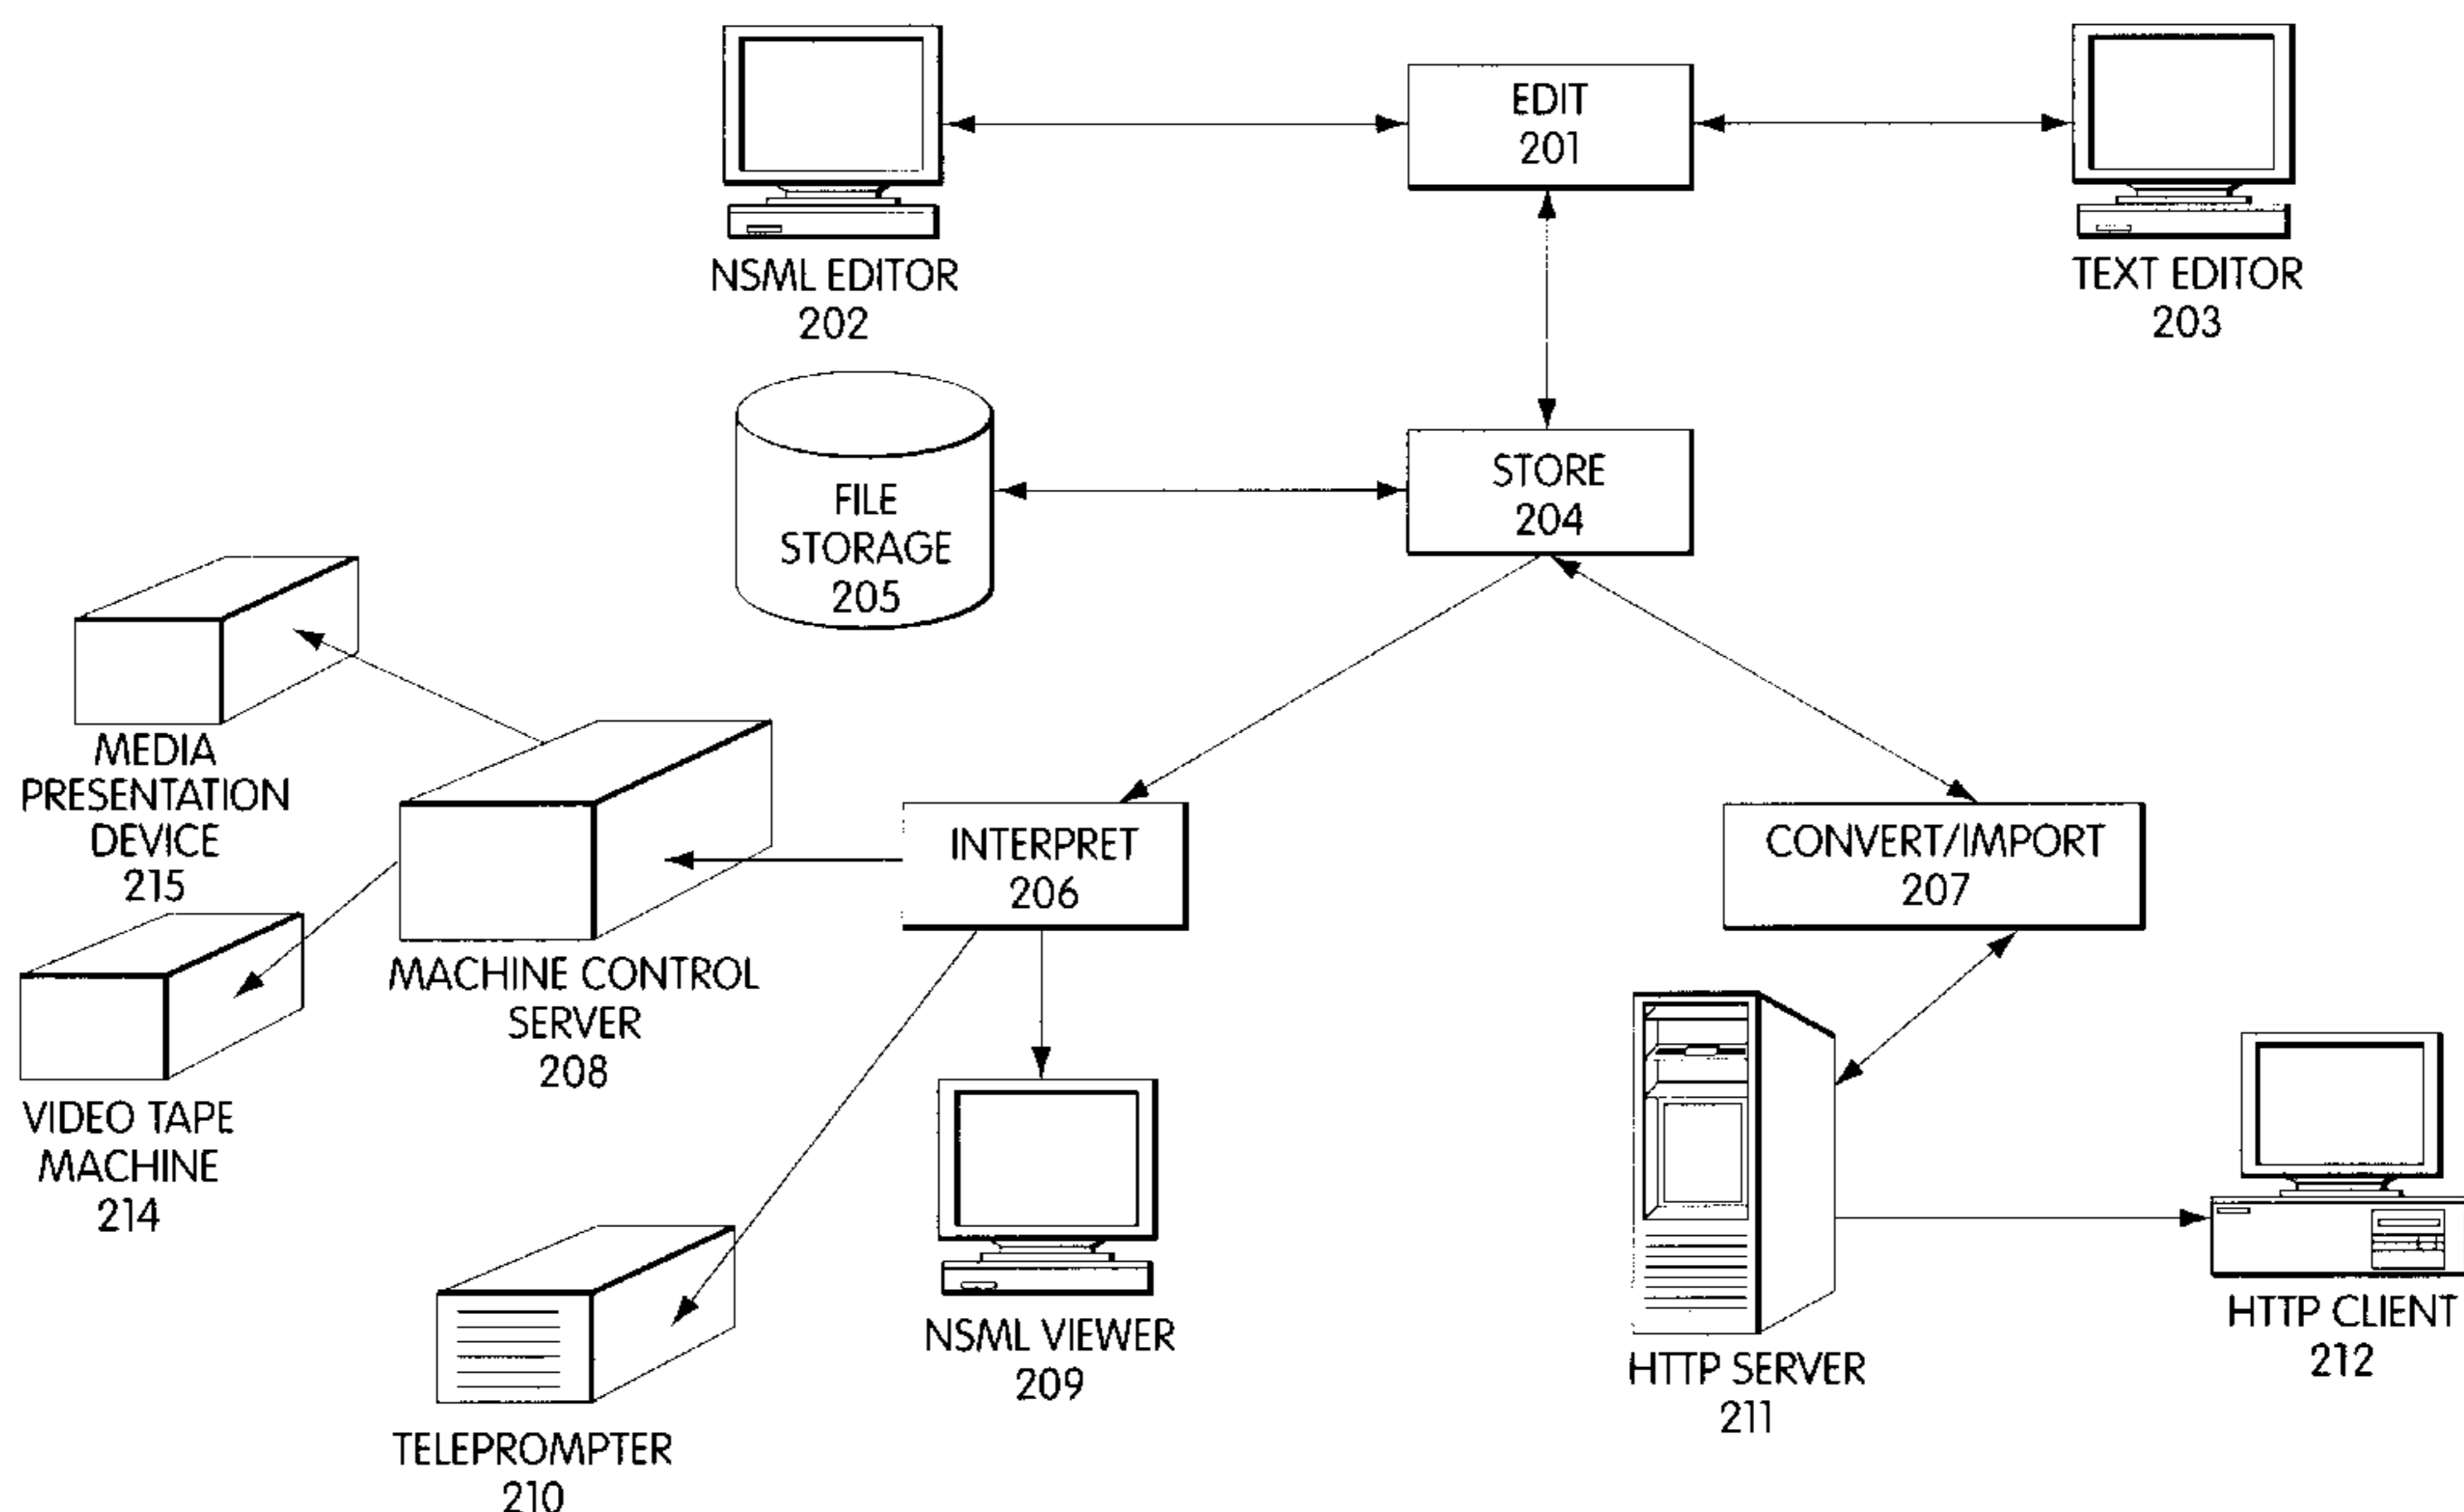 EDIT
201
NSML EDITOR
202
TEXT EDITOR
203
FILE
STORAGE
205
STORE
204
MEDIA
PRESENTATION
DEVICE
215
INTERPRET
206
CONVERT/IMPORT
207
MACHINE CONTROL
SERVER
208
VIDEO TAPE
MACHINE
214
NSML VIEWER
209
HTTP SERVER
211
HTTP CLIENT
212
TELEPROMPTER
210